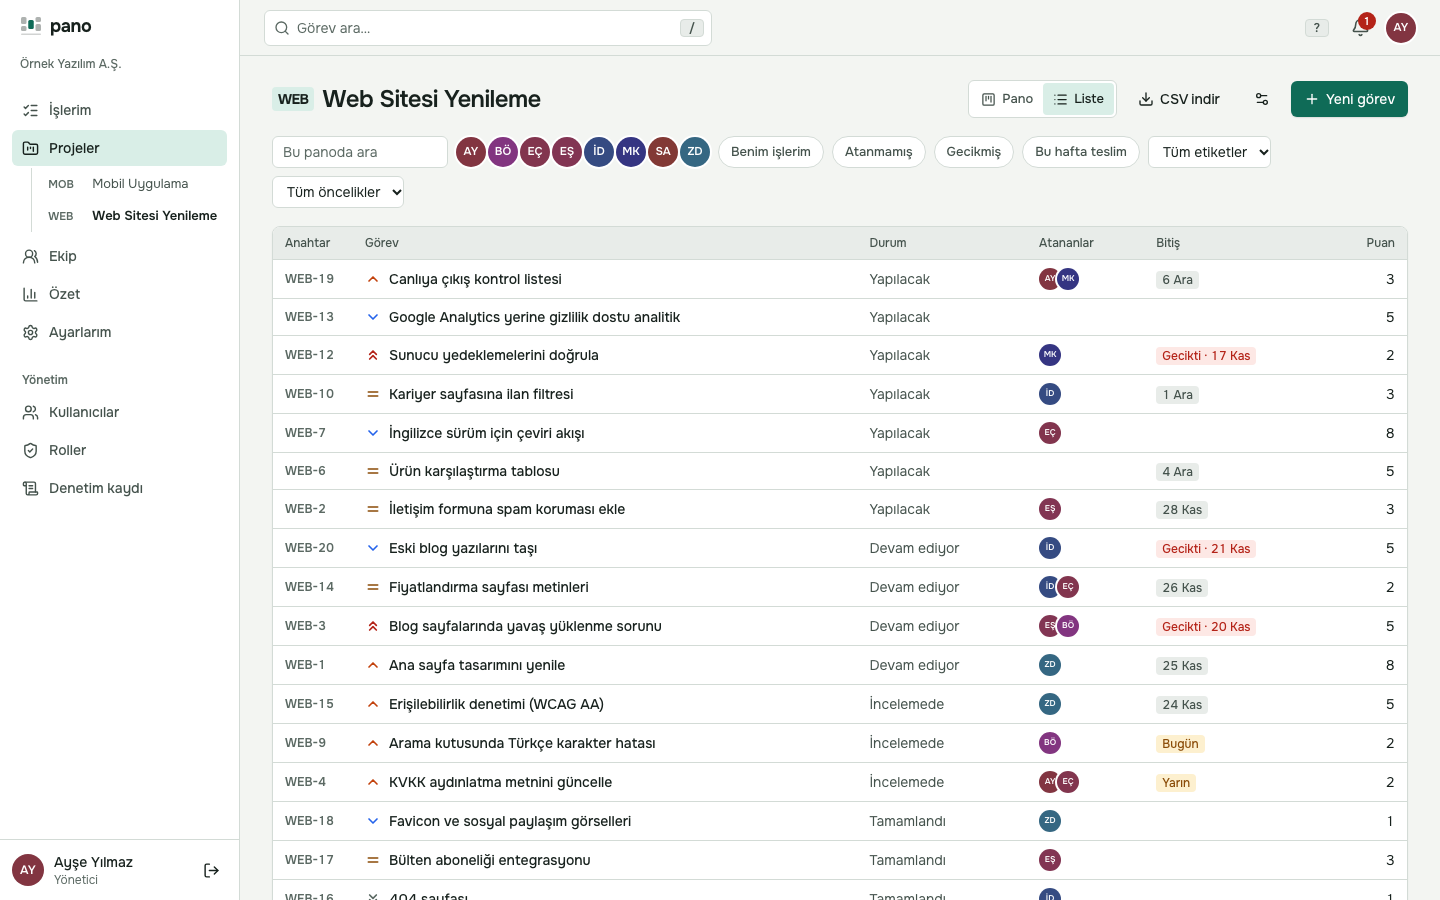 pano
Örnek Yazılım A.Ş.
İşlerim
Projeler
MOB Mobil Uygulama
WEB Web Sitesi Yenileme
Ekip
Özet
Ayarlarım
Yönetim
Kullanıcılar
Roller
Denetim kaydı
AY Ayşe Yılmaz
Yönetici
Görev ara... /
? 1 AY
WEB Web Sitesi Yenileme
Pano Liste CSV indir Yeni görev
Bu panoda ara AY BÖ EÇ EŞ İD MK SA ZD Benim işlerim Atanmamış Gecikmiş Bu hafta teslim Tüm etiketler
Tüm öncelikler
Anahtar Görev Durum Atananlar Bitiş Puan
WEB-19 Canlıya çıkış kontrol listesi Yapılacak AY MK 6 Ara 3
WEB-13 Google Analytics yerine gizlilik dostu analitik Yapılacak 5
WEB-12 Sunucu yedeklemelerini doğrula Yapılacak MK Gecikti · 17 Kas 2
WEB-10 Kariyer sayfasına ilan filtresi Yapılacak İD 1 Ara 3
WEB-7 İngilizce sürüm için çeviri akışı Yapılacak EÇ 8
WEB-6 Ürün karşılaştırma tablosu Yapılacak 4 Ara 5
WEB-2 İletişim formuna spam koruması ekle Yapılacak EŞ 28 Kas 3
WEB-20 Eski blog yazılarını taşı Devam ediyor İD Gecikti · 21 Kas 5
WEB-14 Fiyatlandırma sayfası metinleri Devam ediyor İD EÇ 26 Kas 2
WEB-3 Blog sayfalarında yavaş yüklenme sorunu Devam ediyor EŞ BÖ Gecikti · 20 Kas 5
WEB-1 Ana sayfa tasarımını yenile Devam ediyor ZD 25 Kas 8
WEB-15 Erişilebilirlik denetimi (WCAG AA) İncelemede ZD 24 Kas 5
WEB-9 Arama kutusunda Türkçe karakter hatası İncelemede BÖ Bugün 2
WEB-4 KVKK aydınlatma metnini güncelle İncelemede AY EÇ Yarın 2
WEB-18 Favicon ve sosyal paylaşım görselleri Tamamlandı ZD 1
WEB-17 Bülten aboneliği entegrasyonu Tamamlandı EŞ 3
WEB-16 404 sayfası Tamamlandı İD 1